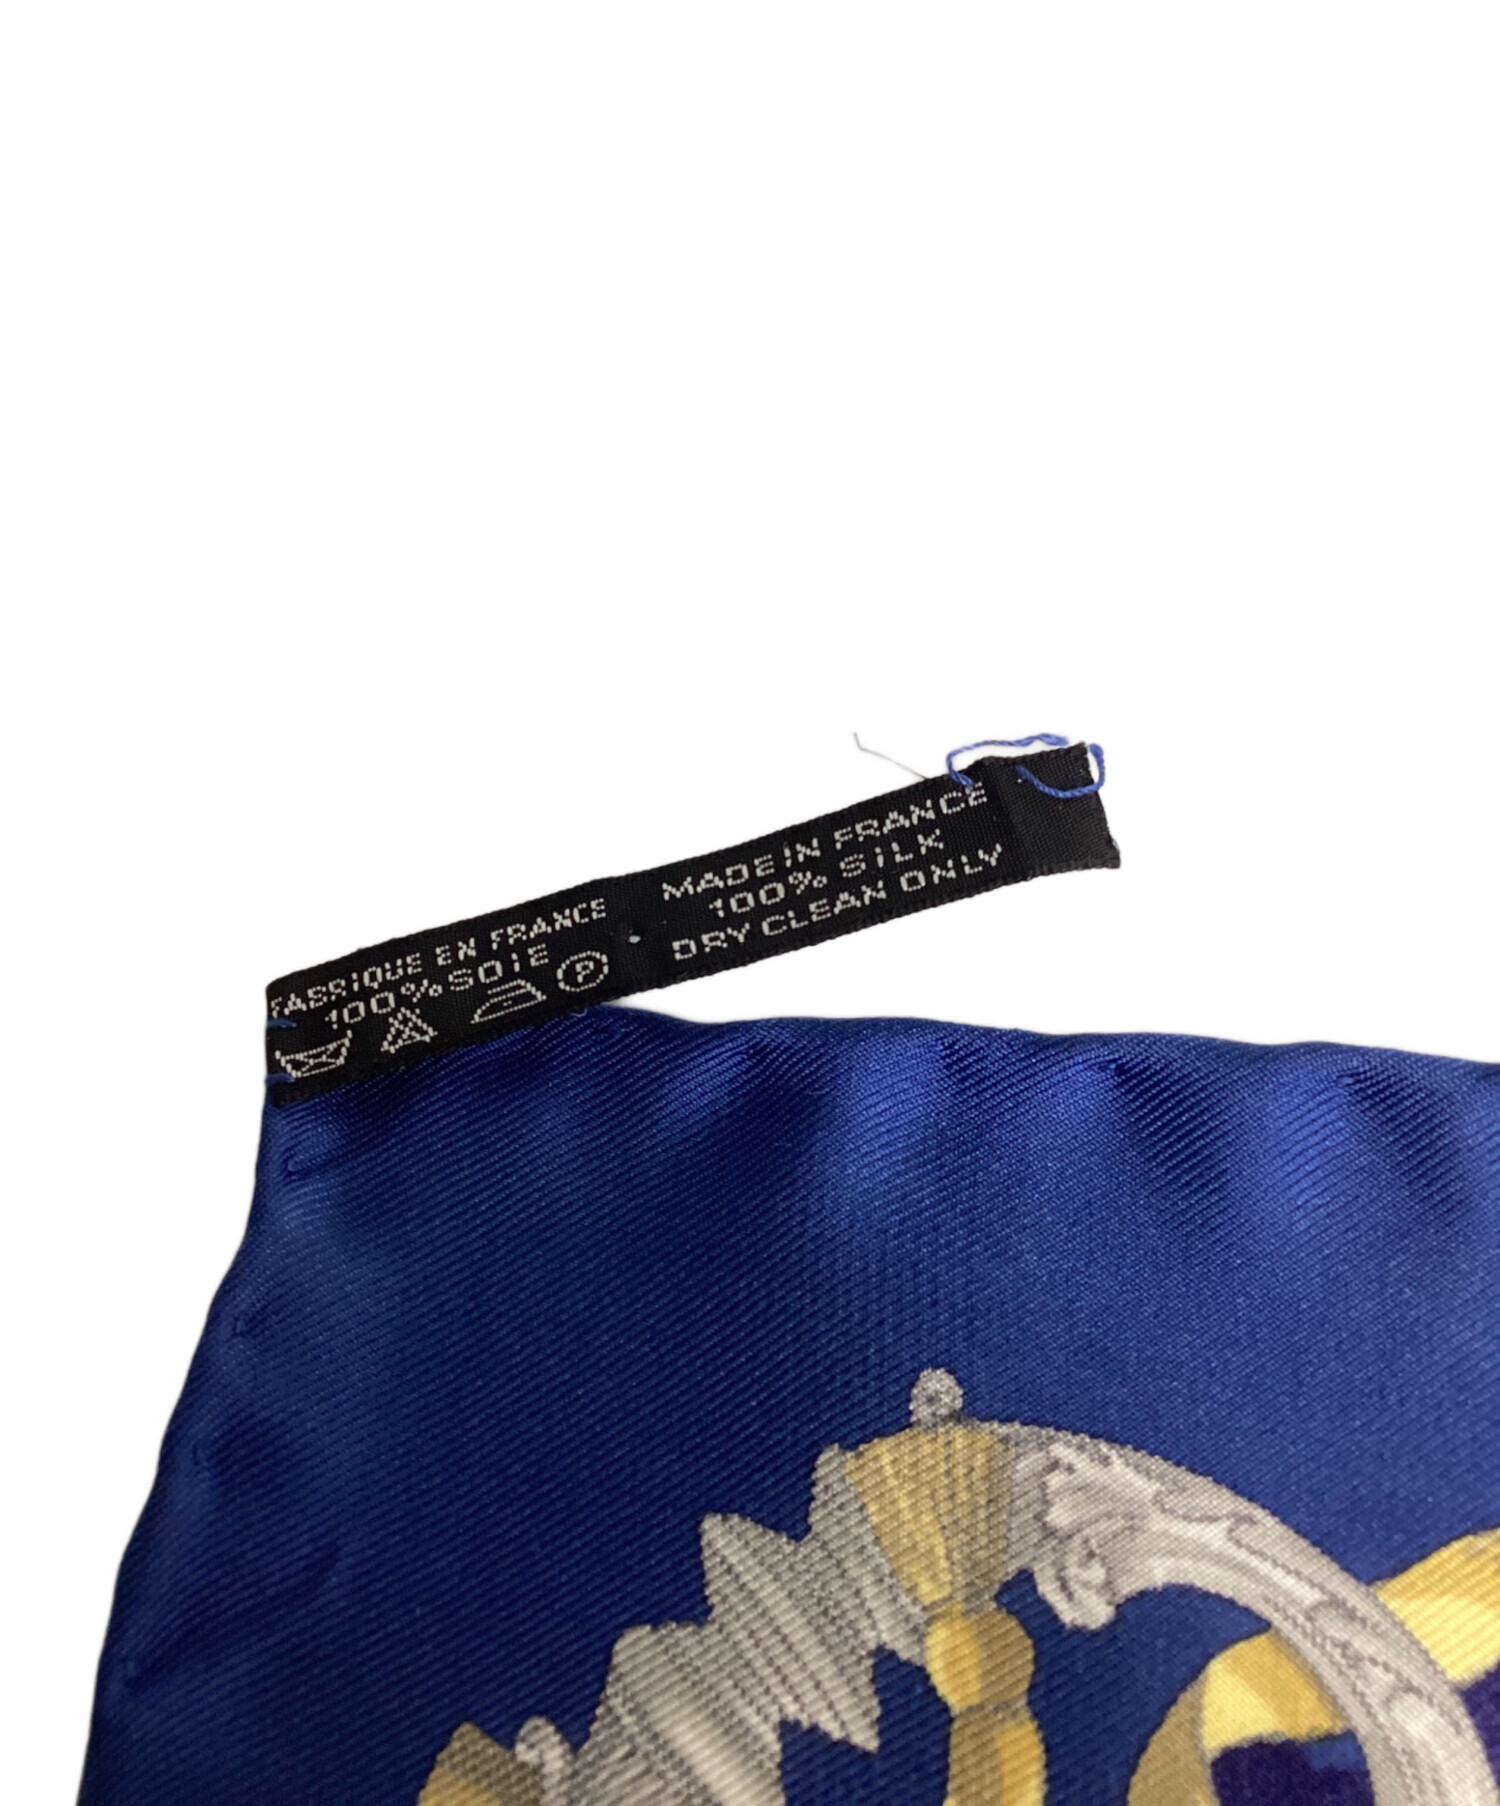 FABRIQUE EN FRANCE
100% SOIE
P
MADE IN FRANCE
100% SILK
DRY CLEAN ONLY